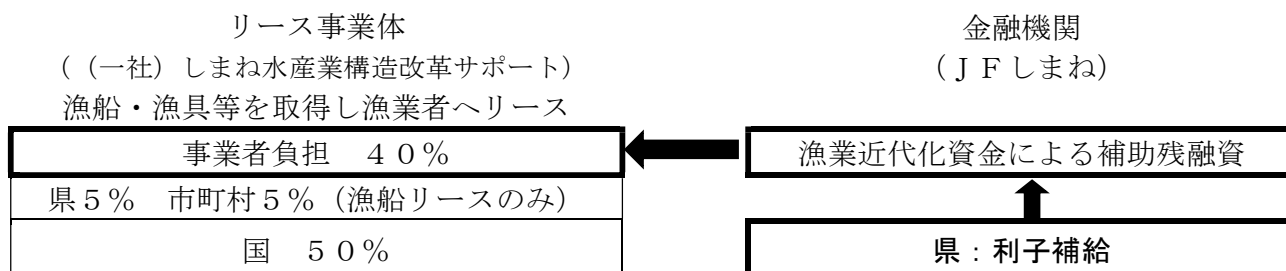 リース事業体
（（一社）しまね水産業構造改革サポート）
漁船・漁具等を取得し漁業者へリース
事業者負担　４０％
県５％　市町村５％（漁船リースのみ）
国　５０％
金融機関
（ＪＦしまね）
漁業近代化資金による補助残融資
県：利子補給